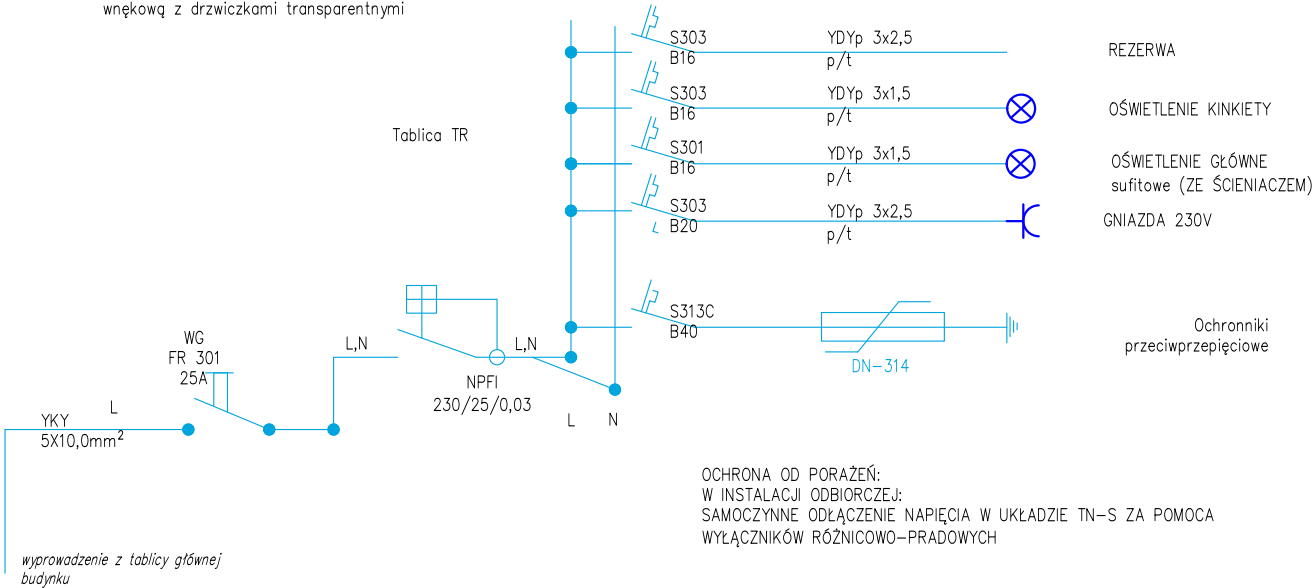 wnękową z drzwiczkami transparentnymi
S303
B16
YDYp 3x2,5
p/t
REZERWA
S303
B16
YDYp 3x1,5
p/t
OŚWIETLENIE KINKIETY
Tablica TR
S301
B16
YDYp 3x1,5
p/t
OŚWIETLENIE GŁÓWNE
sufitowe (ZE ŚCIENIACZEM)
S303
B20
YDYp 3x2,5
p/t
GNIAZDA 230V
S313C
B40
DN-314
Ochronniki
przeciwprzepięciowe
WG
FR 301
25A
L,N
L,N
NPFI
230/25/0,03
L
N
L
YKY
5X10,0mm²
OCHRONA OD PORAŻEŃ:
W INSTALACJI ODBIORCZEJ:
SAMOCZYNNE ODŁĄCZENIE NAPIĘCIA W UKŁADZIE TN-S ZA POMOCA
WYŁĄCZNIKÓW RÓŻNICOWO-PRADOWYCH
wyprowadzenie z tablicy głównej
budynku